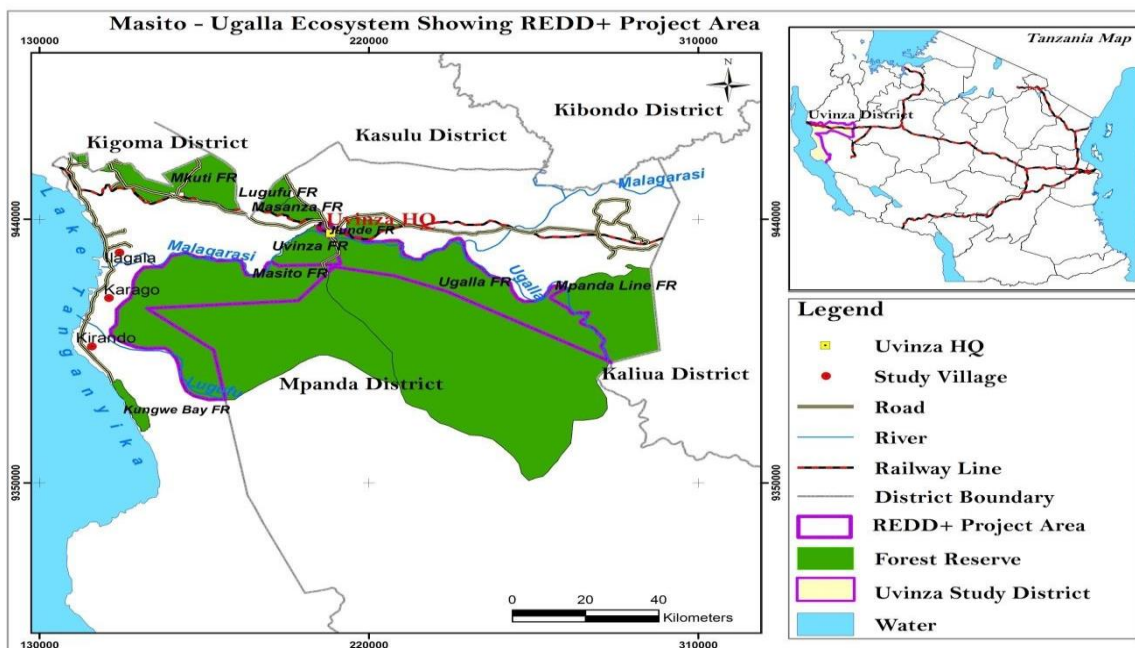 Masito - Ugalla Ecosystem Showing REDD+ Project Area
130000
220000
310000
N
Kibondo District
Kasulu District
Kigoma District
Mkuti FR
Lugufu FR
Masanza FR
Malagarasi
9440000
9440000
Uvinza HQ
Ilunde FR
Uvinza FR
Malagarasi
Ilagala
Masito FR
Ugalla FR
Ugalla
Mpanda Line FR
Karago
Kirando
Lake Tanganyika
Lugufu
Mpanda District
Kaliua District
Kungwe Bay FR
9350000
9350000
0 20 40
Kilometers
130000
220000
310000
Tanzania Map
Uvinza District
Legend
Uvinza HQ
Study Village
Road
River
Railway Line
District Boundary
REDD+ Project Area
Forest Reserve
Uvinza Study District
Water